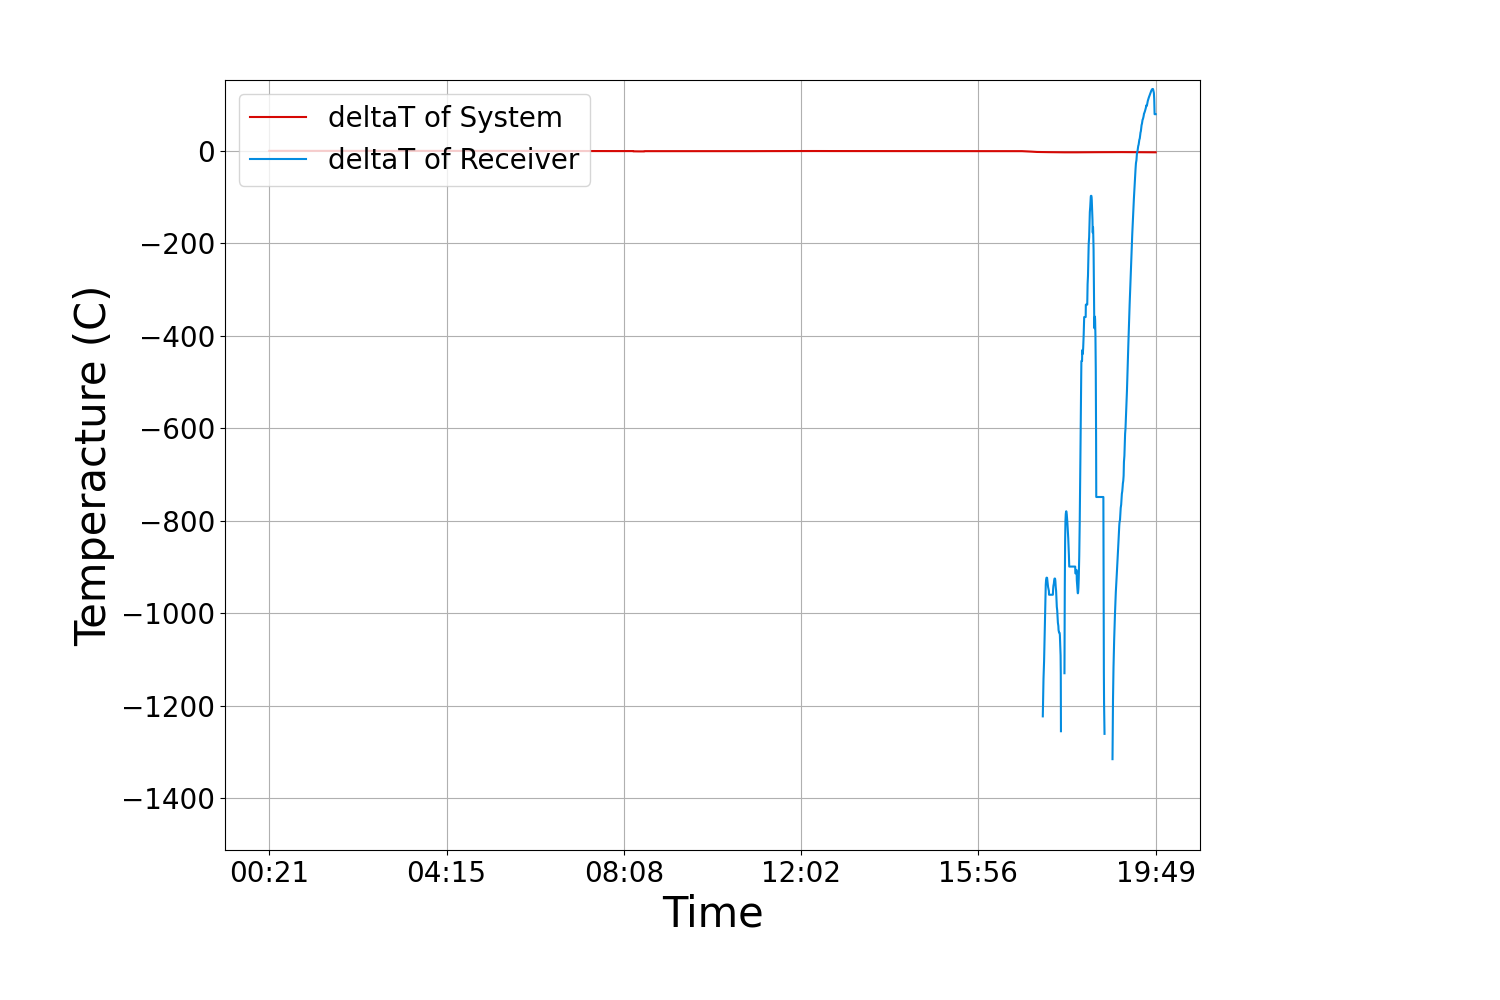 deltaT of System
deltaT of Receiver
Temperacture (C)
0
−200
−400
−600
−800
−1000
−1200
−1400
00:21 04:15 08:08 12:02 15:56 19:49
Time